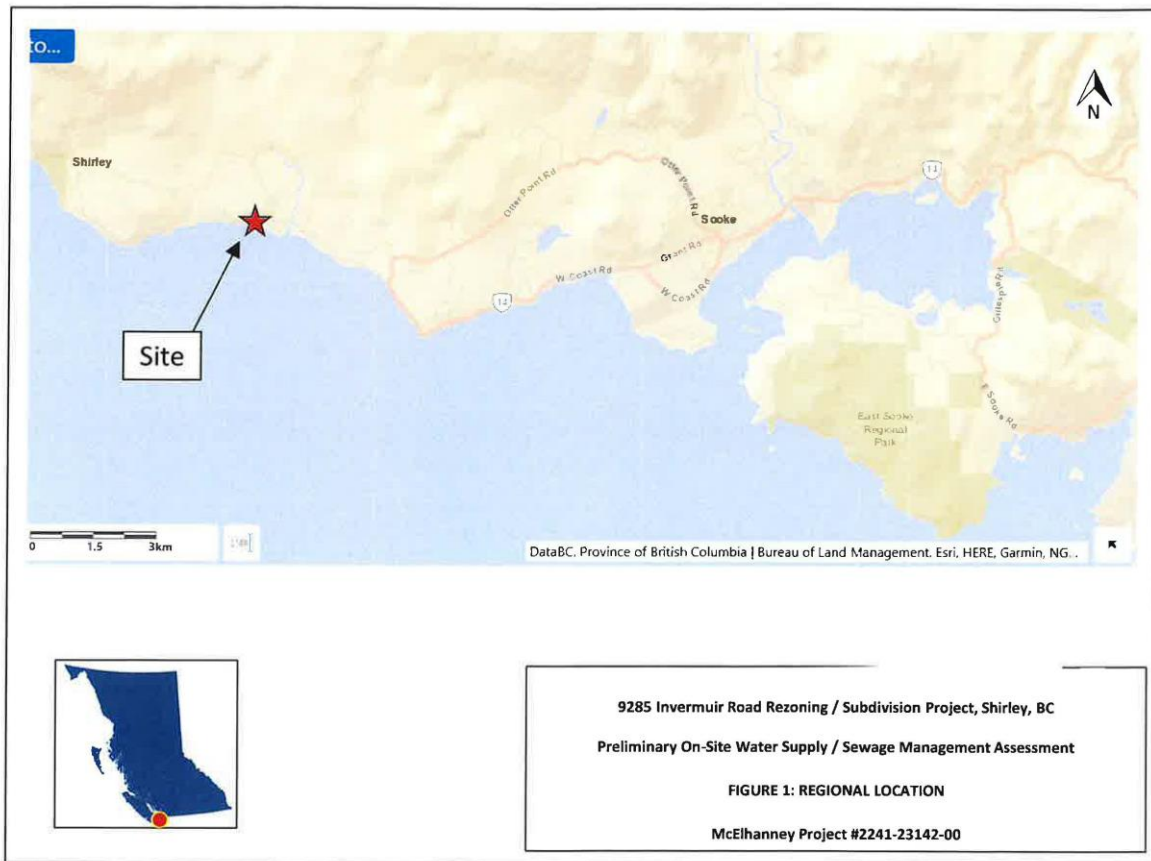 to...
N
Shirley
Otter Point Rd
Otter Point Rd
Sooke
14
Grant Rd
W Coast Rd
W Coast Rd
14
Gillespie Rd
E Sooke Rd
East Sooke
Regional
Park
Site
0 1.5 3km
DataBC, Province of British Columbia | Bureau of Land Management. Esri, HERE, Garmin, NG. .
9285 Invermuir Road Rezoning / Subdivision Project, Shirley, BC
Preliminary On-Site Water Supply / Sewage Management Assessment
FIGURE 1: REGIONAL LOCATION
McElhanney Project #2241-23142-00